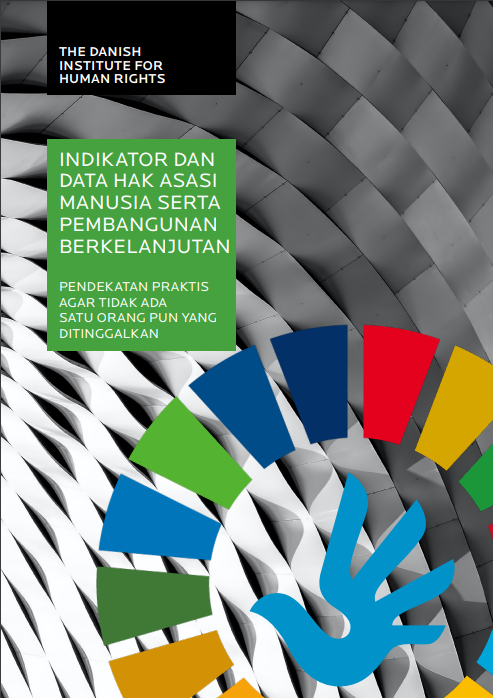 THE DANISH
INSTITUTE FOR
HUMAN RIGHTS
INDIKATOR DAN
DATA HAK ASASI
MANUSIA SERTA
PEMBANGUNAN
BERKELANJUTAN
PENDEKATAN PRAKTIS
AGAR TIDAK ADA
SATU ORANG PUN YANG
DITINGGALKAN